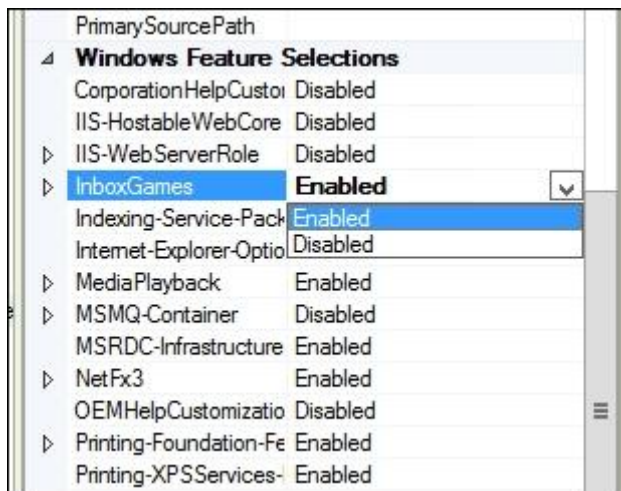 PrimarySourcePath
Windows Feature Selections
CorporationHelpCustor Disabled
IIS-HostableWebCore Disabled
IIS-WebServerRole Disabled
InboxGames Enabled
Indexing-Service-Pack Enabled
Internet-Explorer-Optio Disabled
MediaPlayback Enabled
MSMQ-Container Disabled
MSRDC-Infrastructure Enabled
NetFx3 Enabled
OEMHelpCustomizatio Disabled
Printing-Foundation-Fe Enabled
Printing-XPSServices- Enabled